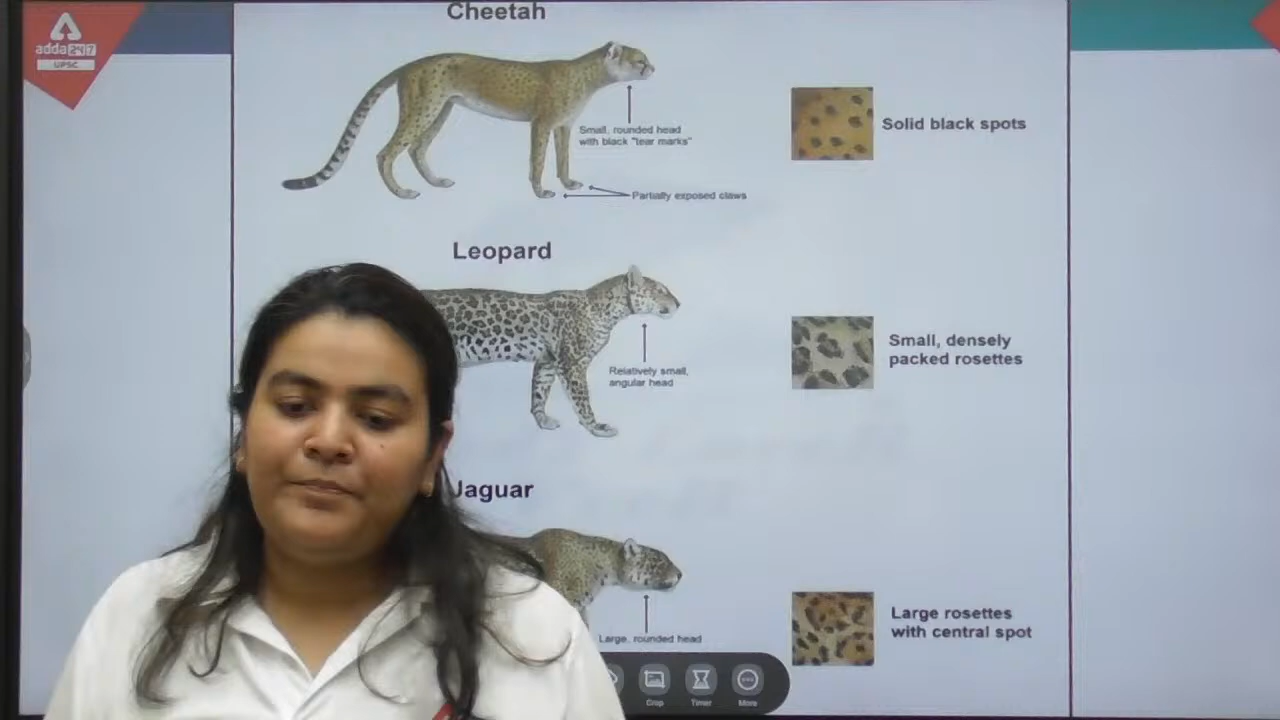 adda247
UPSC
Cheetah
Small, rounded head
with black "tear marks"
Partially exposed claws
Solid black spots
Leopard
Relatively small,
angular head
Small, densely
packed rosettes
Jaguar
Large, rounded head
Large rosettes
with central spot
Crop
Timer
More